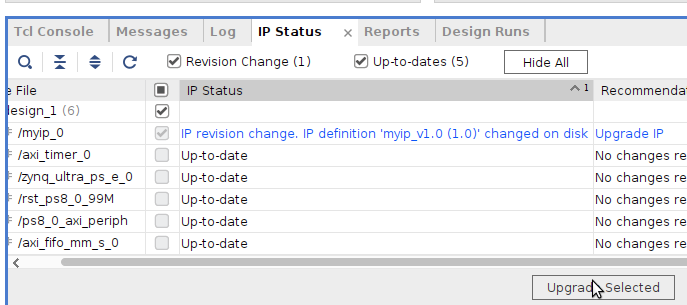 Tcl Console Messages Log IP Status × Reports Design Runs
Revision Change (1) Up-to-dates (5) Hide All
e File IP Status 1 Recommenda
design_1 (6)
/myip_0 IP revision change. IP definition 'myip_v1.0 (1.0)' changed on disk Upgrade IP
/axi_timer_0 Up-to-date No changes re
/zynq_ultra_ps_e_0 Up-to-date No changes re
/rst_ps8_0_99M Up-to-date No changes re
/ps8_0_axi_periph Up-to-date No changes re
/axi_fifo_mm_s_0 Up-to-date No changes re
Upgrade Selected